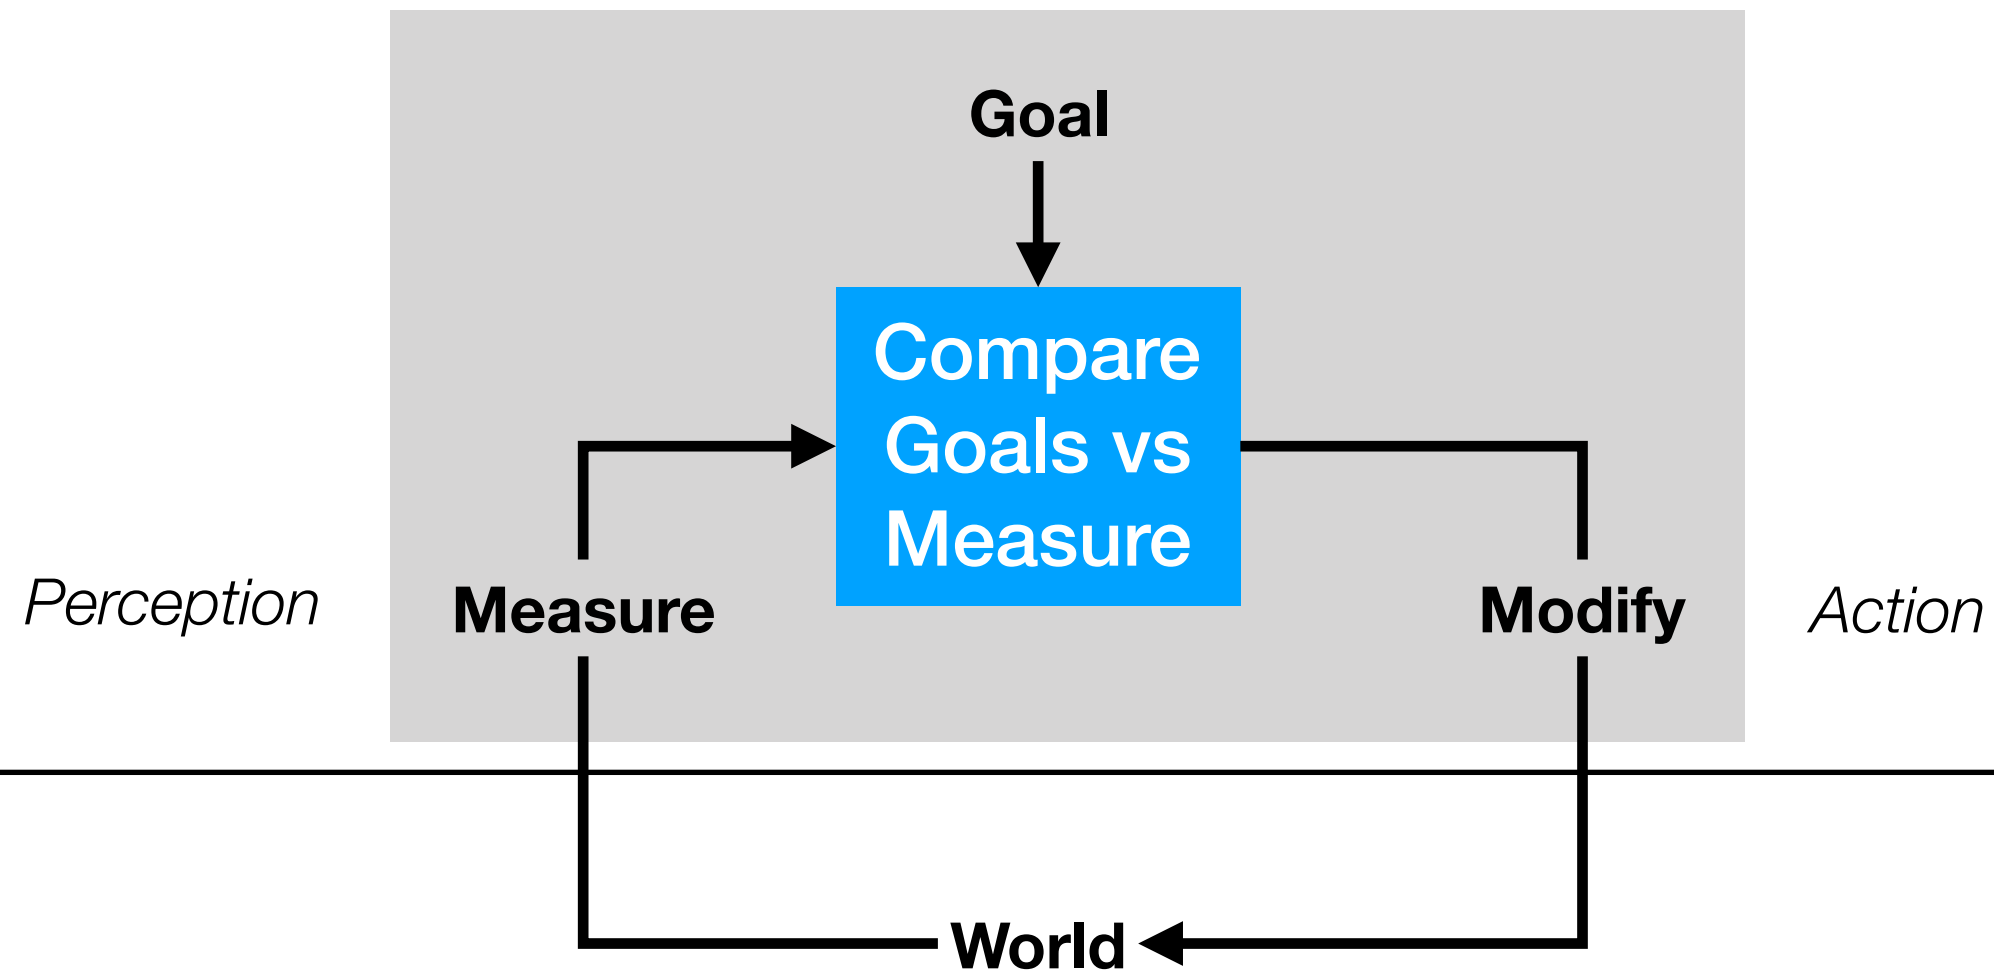 Goal
Compare
Goals vs
Measure
Perception
Measure
Modify
Action
World